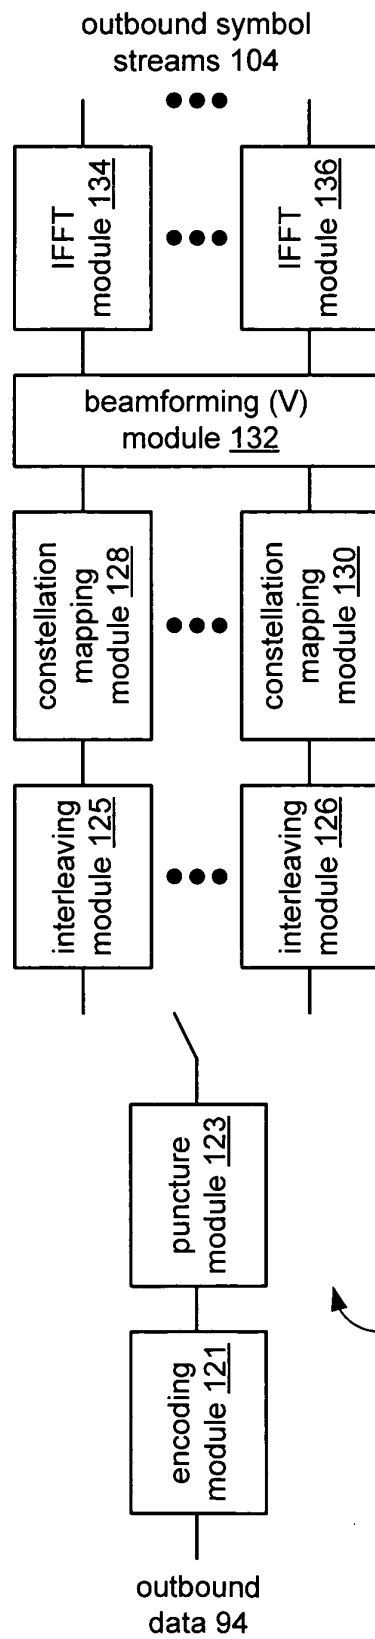 outbound symbol
streams 104
IFFT
module 134
IFFT
module 136
beamforming (V)
module 132
constellation
mapping
module 128
constellation
mapping
module 130
interleaving
module 125
interleaving
module 126
puncture
module 123
encoding
module 121
outbound
data 94